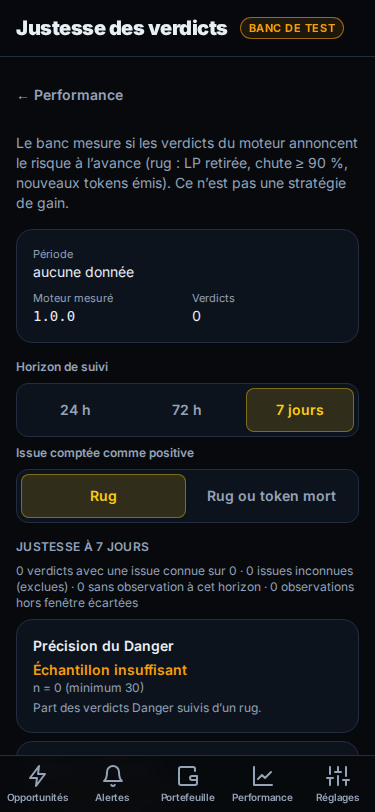 Justesse des verdicts
BANC DE TEST
← Performance
Le banc mesure si les verdicts du moteur annoncent
le risque à l’avance (rug : LP retirée, chute ≥ 90 %,
nouveaux tokens émis). Ce n’est pas une stratégie
de gain.
Période
aucune donnée
Moteur mesuré
1.0.0
Verdicts
0
Horizon de suivi
24 h
72 h
7 jours
Issue comptée comme positive
Rug
Rug ou token mort
JUSTESSE À 7 JOURS
0 verdicts avec une issue connue sur 0 · 0 issues inconnues
(exclues) · 0 sans observation à cet horizon · 0 observations
hors fenêtre écartées
Précision du Danger
Échantillon insuffisant
n = 0 (minimum 30)
Part des verdicts Danger suivis d’un rug.
Opportunités
Alertes
Portefeuille
Performance
Réglages